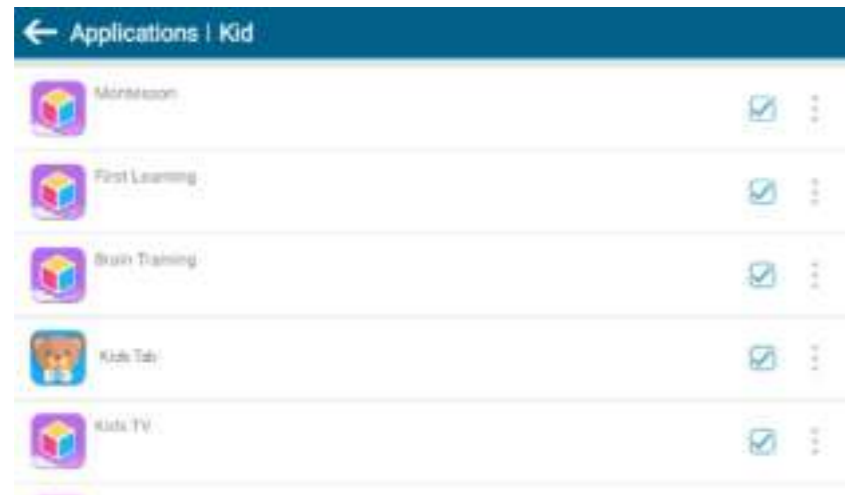 Applications | Kid
Montessori
First Learning
Brain Training
Kids Tab
Kids TV